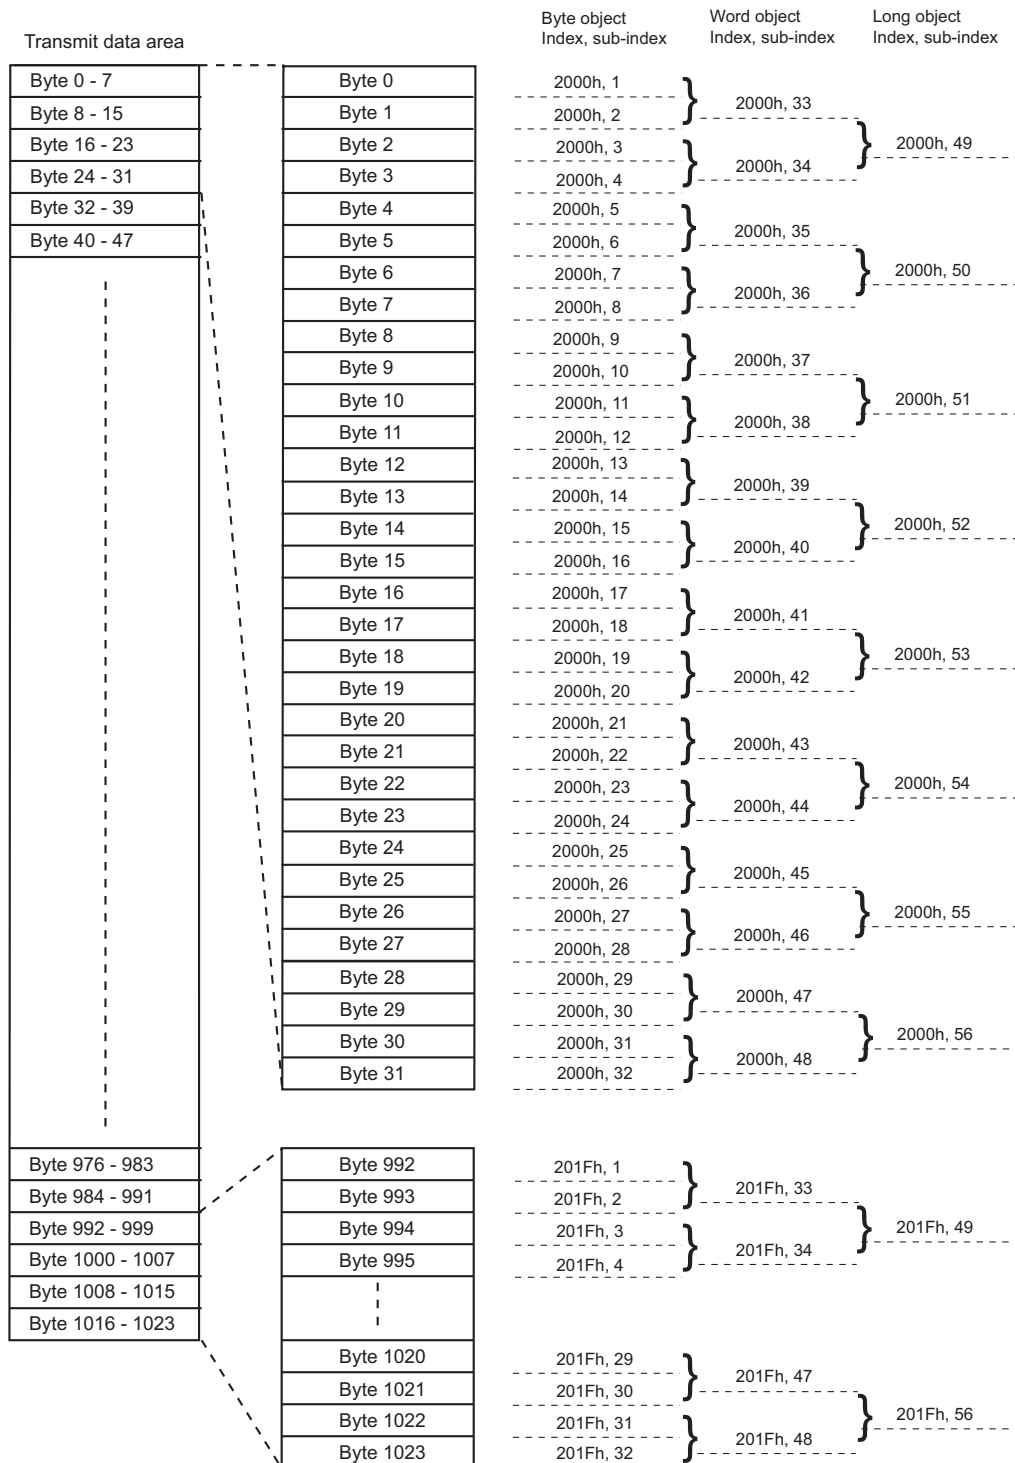 Transmit data area
Byte object
Index, sub-index
Word object
Index, sub-index
Long object
Index, sub-index
Byte 0 - 7
Byte 8 - 15
Byte 16 - 23
Byte 24 - 31
Byte 32 - 39
Byte 40 - 47
Byte 976 - 983
Byte 984 - 991
Byte 992 - 999
Byte 1000 - 1007
Byte 1008 - 1015
Byte 1016 - 1023
Byte 0
Byte 1
Byte 2
Byte 3
Byte 4
Byte 5
Byte 6
Byte 7
Byte 8
Byte 9
Byte 10
Byte 11
Byte 12
Byte 13
Byte 14
Byte 15
Byte 16
Byte 17
Byte 18
Byte 19
Byte 20
Byte 21
Byte 22
Byte 23
Byte 24
Byte 25
Byte 26
Byte 27
Byte 28
Byte 29
Byte 30
Byte 31
Byte 992
Byte 993
Byte 994
Byte 995
Byte 1020
Byte 1021
Byte 1022
Byte 1023
2000h, 1
2000h, 2
2000h, 3
2000h, 4
2000h, 5
2000h, 6
2000h, 7
2000h, 8
2000h, 9
2000h, 10
2000h, 11
2000h, 12
2000h, 13
2000h, 14
2000h, 15
2000h, 16
2000h, 17
2000h, 18
2000h, 19
2000h, 20
2000h, 21
2000h, 22
2000h, 23
2000h, 24
2000h, 25
2000h, 26
2000h, 27
2000h, 28
2000h, 29
2000h, 30
2000h, 31
2000h, 32
201Fh, 1
201Fh, 2
201Fh, 3
201Fh, 4
201Fh, 29
201Fh, 30
201Fh, 31
201Fh, 32
2000h, 33
2000h, 34
2000h, 35
2000h, 36
2000h, 37
2000h, 38
2000h, 39
2000h, 40
2000h, 41
2000h, 42
2000h, 43
2000h, 44
2000h, 45
2000h, 46
2000h, 47
2000h, 48
201Fh, 33
201Fh, 34
201Fh, 47
201Fh, 48
2000h, 49
2000h, 50
2000h, 51
2000h, 52
2000h, 53
2000h, 54
2000h, 55
2000h, 56
201Fh, 49
201Fh, 56